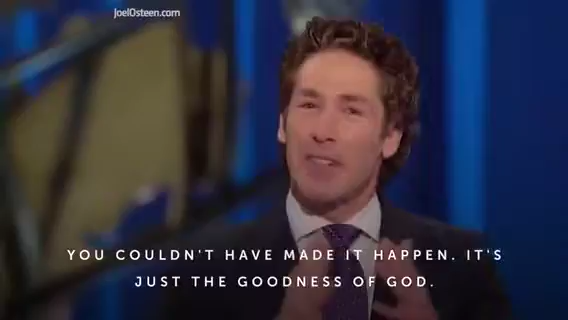 JoelOsteen.com
YOU COULDN'T HAVE MADE IT HAPPEN. IT'S
JUST THE GOODNESS OF GOD.